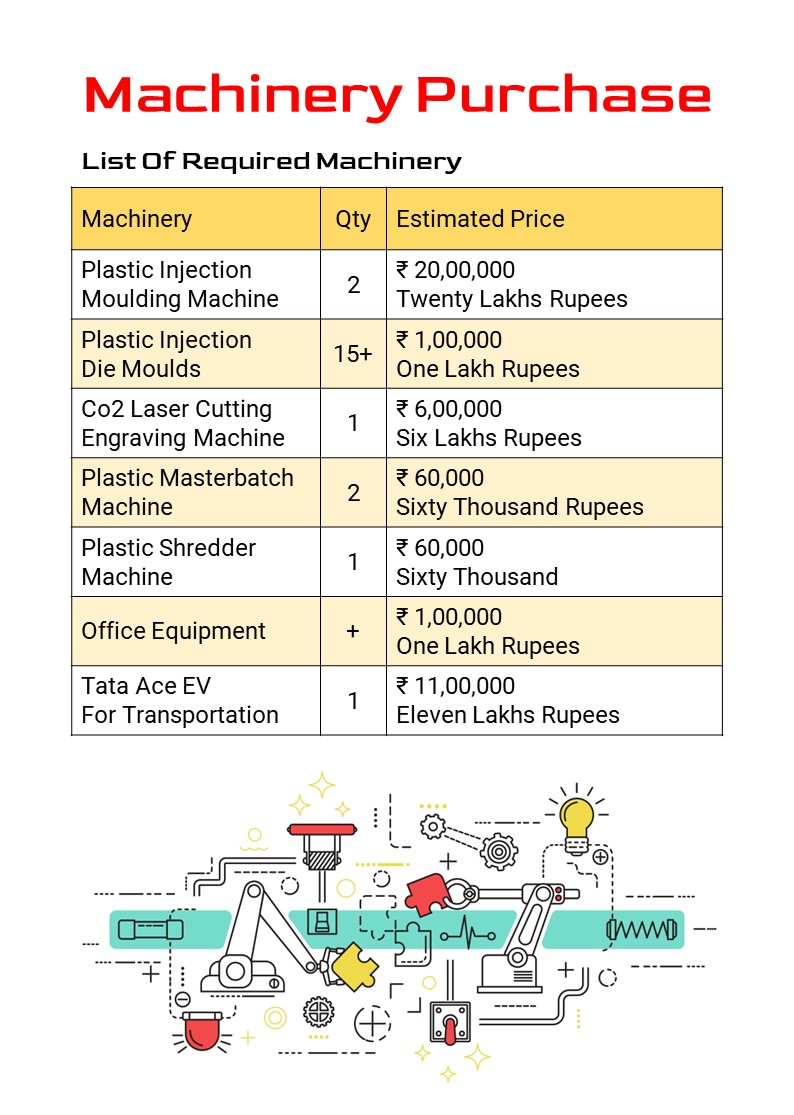 Machinery Purchase
List Of Required Machinery
Machinery Qty Estimated Price
Plastic Injection
Moulding Machine
2
₹ 20,00,000
Twenty Lakhs Rupees
Plastic Injection
Die Moulds
15+
₹ 1,00,000
One Lakh Rupees
Co2 Laser Cutting
Engraving Machine
1
₹ 6,00,000
Six Lakhs Rupees
Plastic Masterbatch
Machine
2
₹ 60,000
Sixty Thousand Rupees
Plastic Shredder
Machine
1
₹ 60,000
Sixty Thousand
Office Equipment
+
₹ 1,00,000
One Lakh Rupees
Tata Ace EV
For Transportation
1
₹ 11,00,000
Eleven Lakhs Rupees